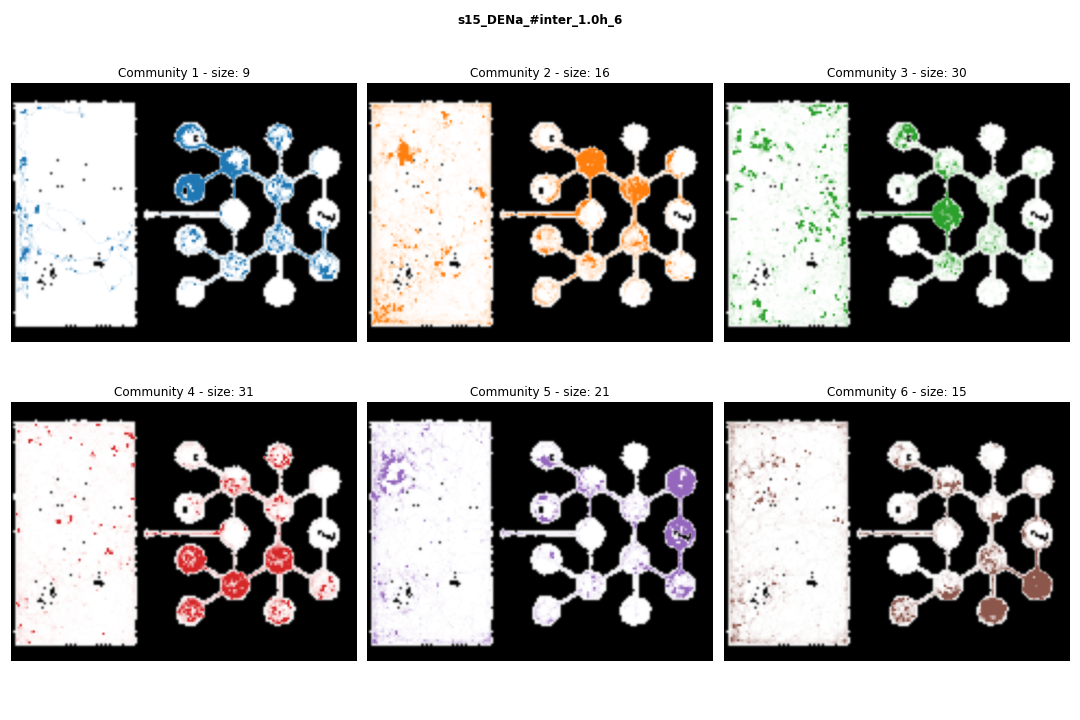 s15_DENa_#inter_1.0h_6
Community 1 - size: 9
Community 2 - size: 16
Community 3 - size: 30
Community 4 - size: 31
Community 5 - size: 21
Community 6 - size: 15